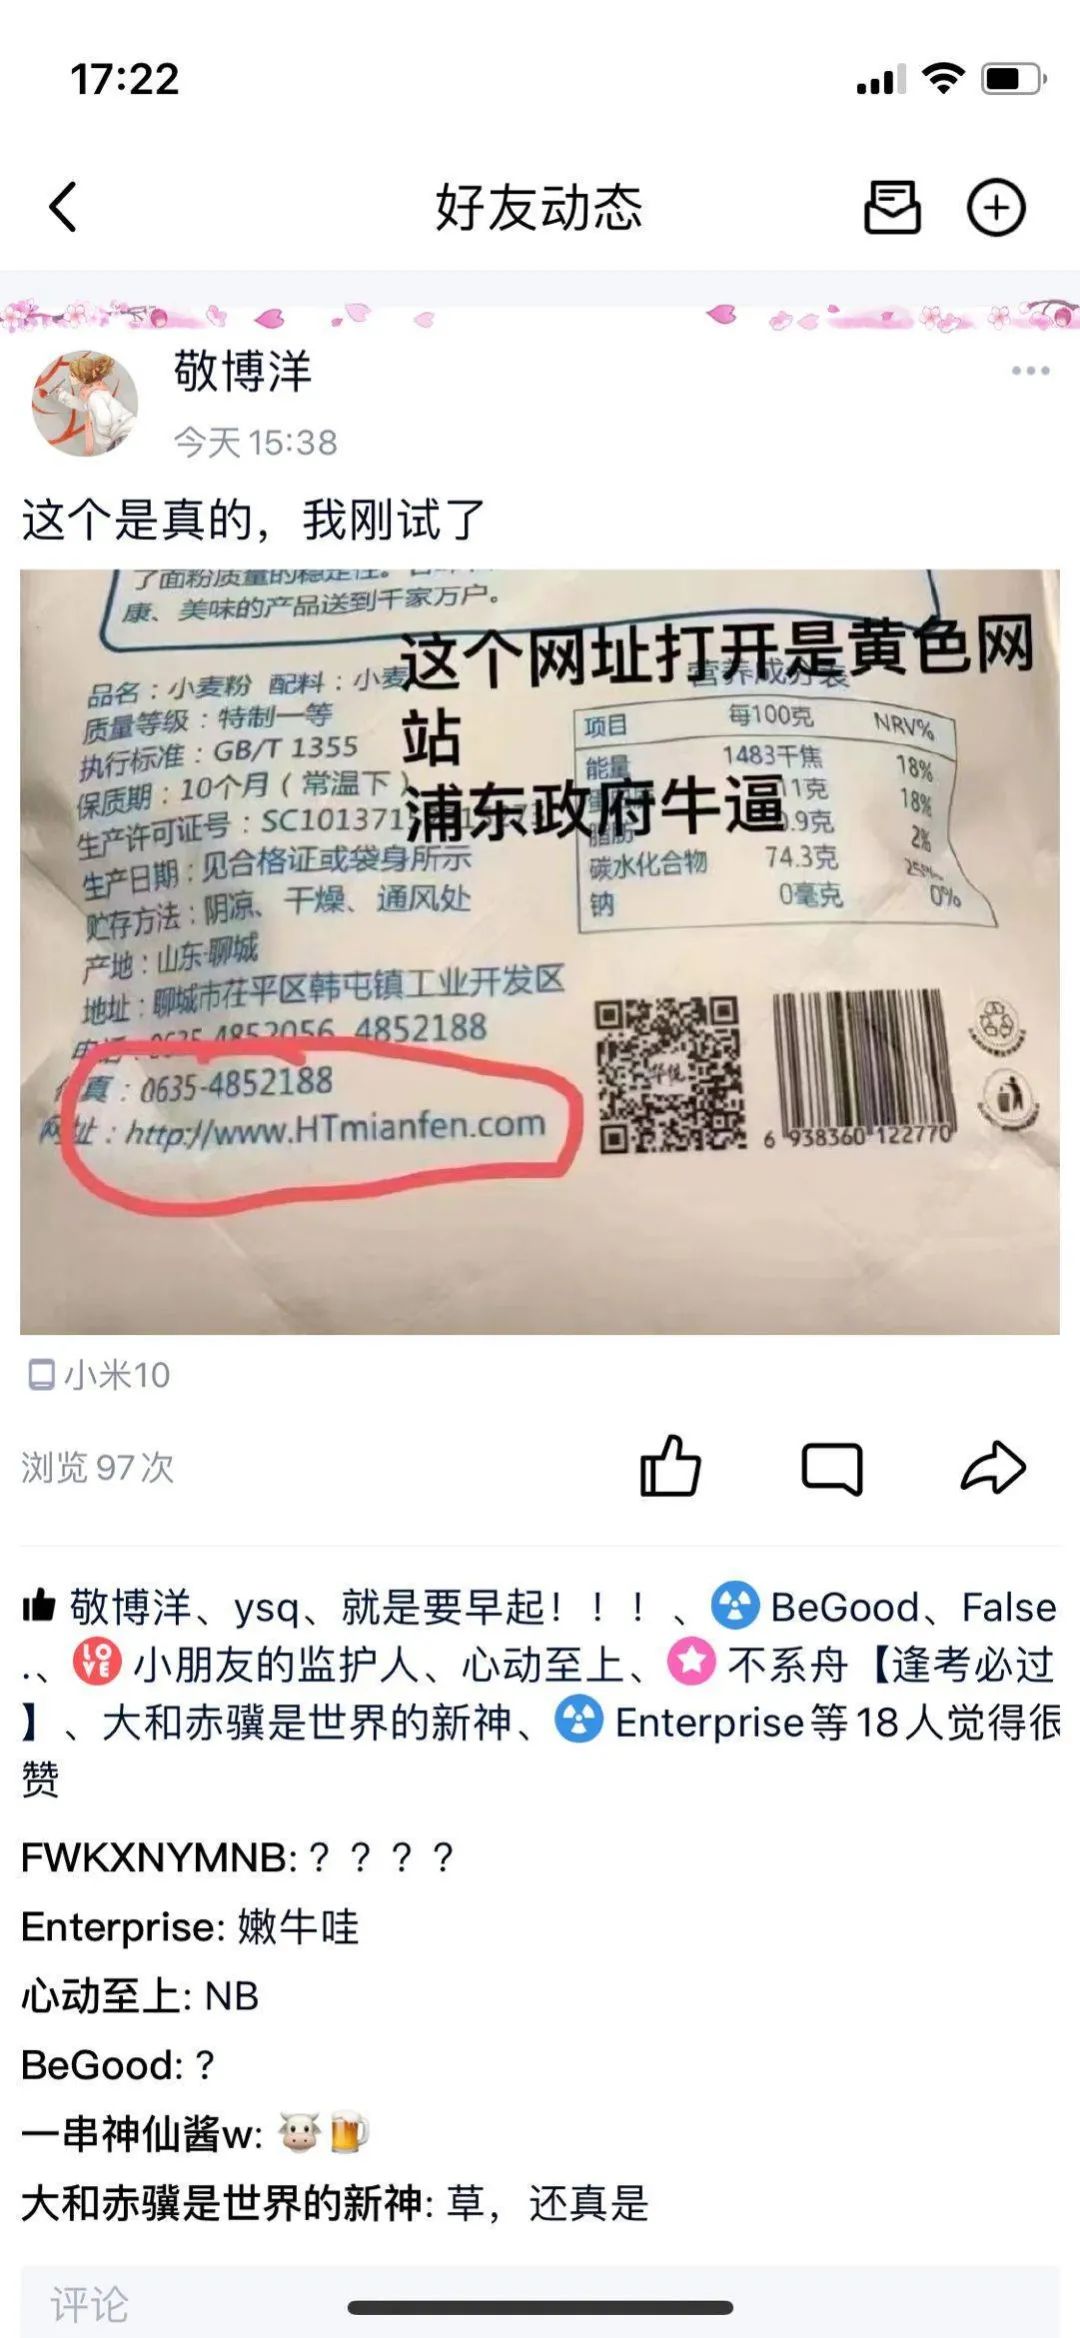 17:22
好友动态
敬博洋
今天15:38
这个是真的，我刚试了
了面粉质量的稳定性。
康、美味的产品送到千家万户。
这个网址打开是黄色网
站
浦东政府牛逼
品名：小麦粉 配料：小麦
质量等级：特制一等
执行标准：GB/T 1355
保质期：10个月（常温下）
生产许可证号：SC101371
生产日期：见合格证或袋身所示
贮存方法：阴凉、干燥、通风处
产地：山东·聊城
地址：聊城市茌平区韩屯镇工业开发区
电话：0635-4852056 4852188
传真：0635-4852188
网址：http://www.HTmianfen.com
营养成分表
项目 每100克 NRV%
能量 1483千焦 18%
11克 18%
脂肪 0.9克 2%
碳水化合物 74.3克 25%
钠 0毫克 0%
华悦
6 938360 122770
小米10
浏览97次
敬博洋、ysq、就是要早起！！！、BeGood、False
.、LOVE 小朋友的监护人、心动至上、不系舟【逢考必过
】、大和赤骥是世界的新神、Enterprise等18人觉得很
赞
FWKXNYMNB:？？？？
Enterprise: 嫩牛哇
心动至上: NB
BeGood:？
一串神仙酱w: 🐮🍺
大和赤骥是世界的新神: 草，还真是
评论